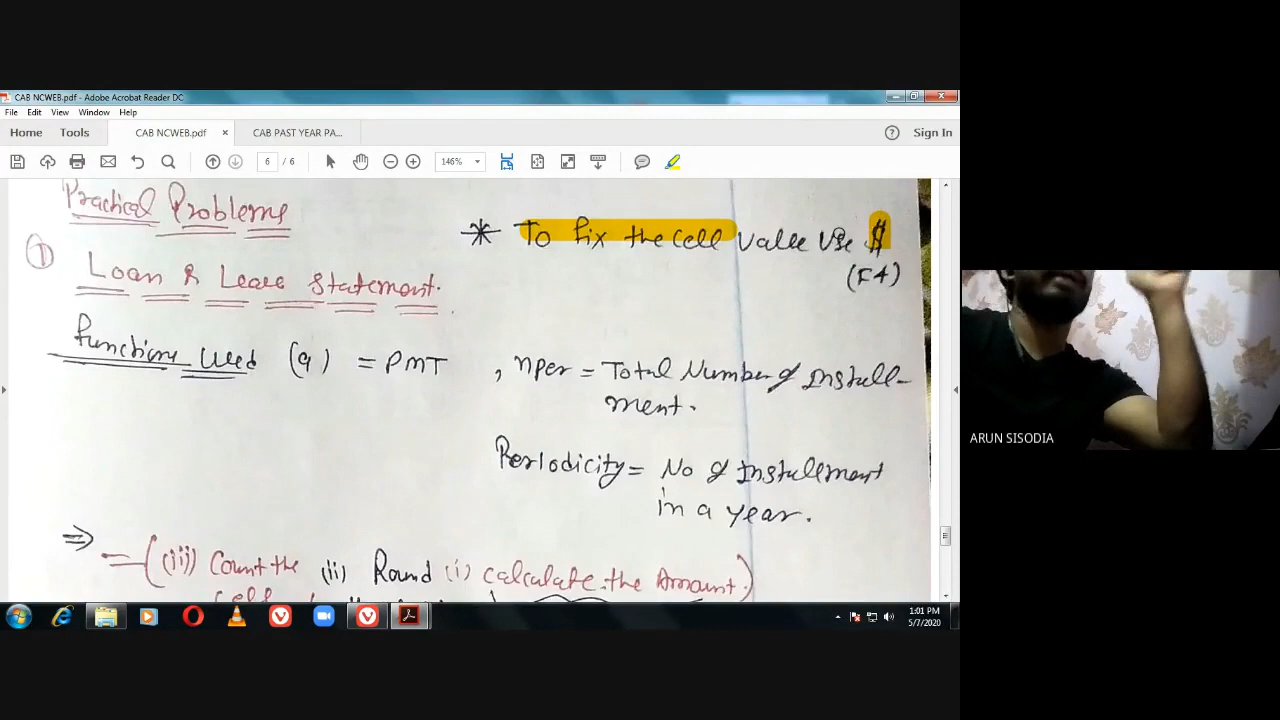 CAB NCWEB.pdf - Adobe Acrobat Reader DC
File Edit View Window Help
Home Tools CAB NCWEB.pdf × CAB PAST YEAR PA... Sign In
6 / 6 146%
Practical Problems
* To fix the cell value use $
(F4)
① Loan & Lease Statement.
Functions Used (a) = PMT , nper = Total Number of Install-
ment.
Periodicity = No of Installment
in a year.
⇒ = ((iii) Count the (ii) Round (i) calculate the Amount)
ARUN SISODIA
1:01 PM
5/7/2020